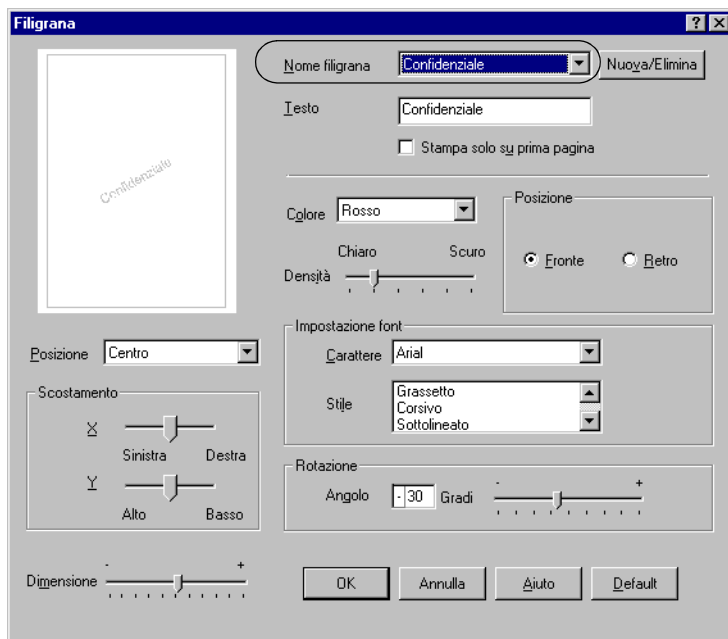 Filigrana
Confidenziale
Nome filigrana Confidenziale Nuova/Elimina
Testo Confidenziale
Stampa solo su prima pagina
Colore Rosso
Chiaro Scuro
Densità
Posizione
Fronte Retro
Posizione Centro
Impostazione font
Carattere Arial
Stile Grassetto
Corsivo
Sottolineato
Scostamento
X
Sinistra Destra
Y
Alto Basso
Rotazione
Angolo - 30 Gradi - +
Dimensione - +
OK Annulla Aiuto Default